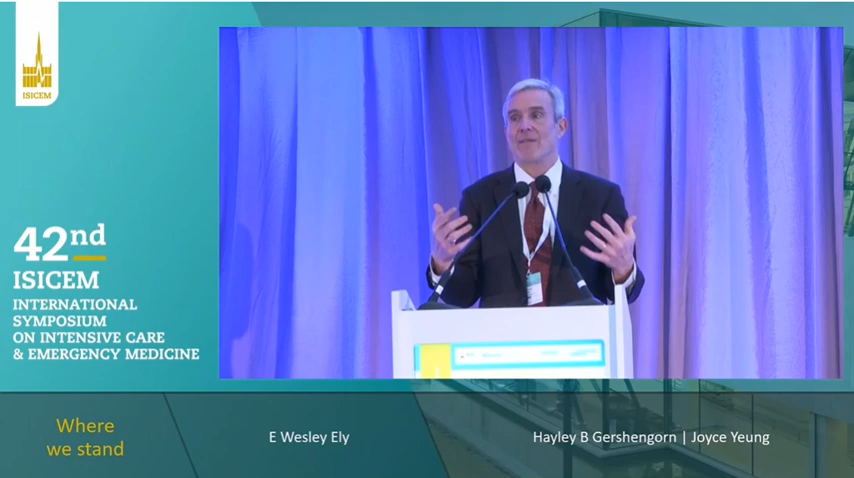 ISICEM
42nd
ISICEM
INTERNATIONAL
SYMPOSIUM
ON INTENSIVE CARE
& EMERGENCY MEDICINE
Where
we stand
E Wesley Ely
Hayley B Gershengorn | Joyce Yeung